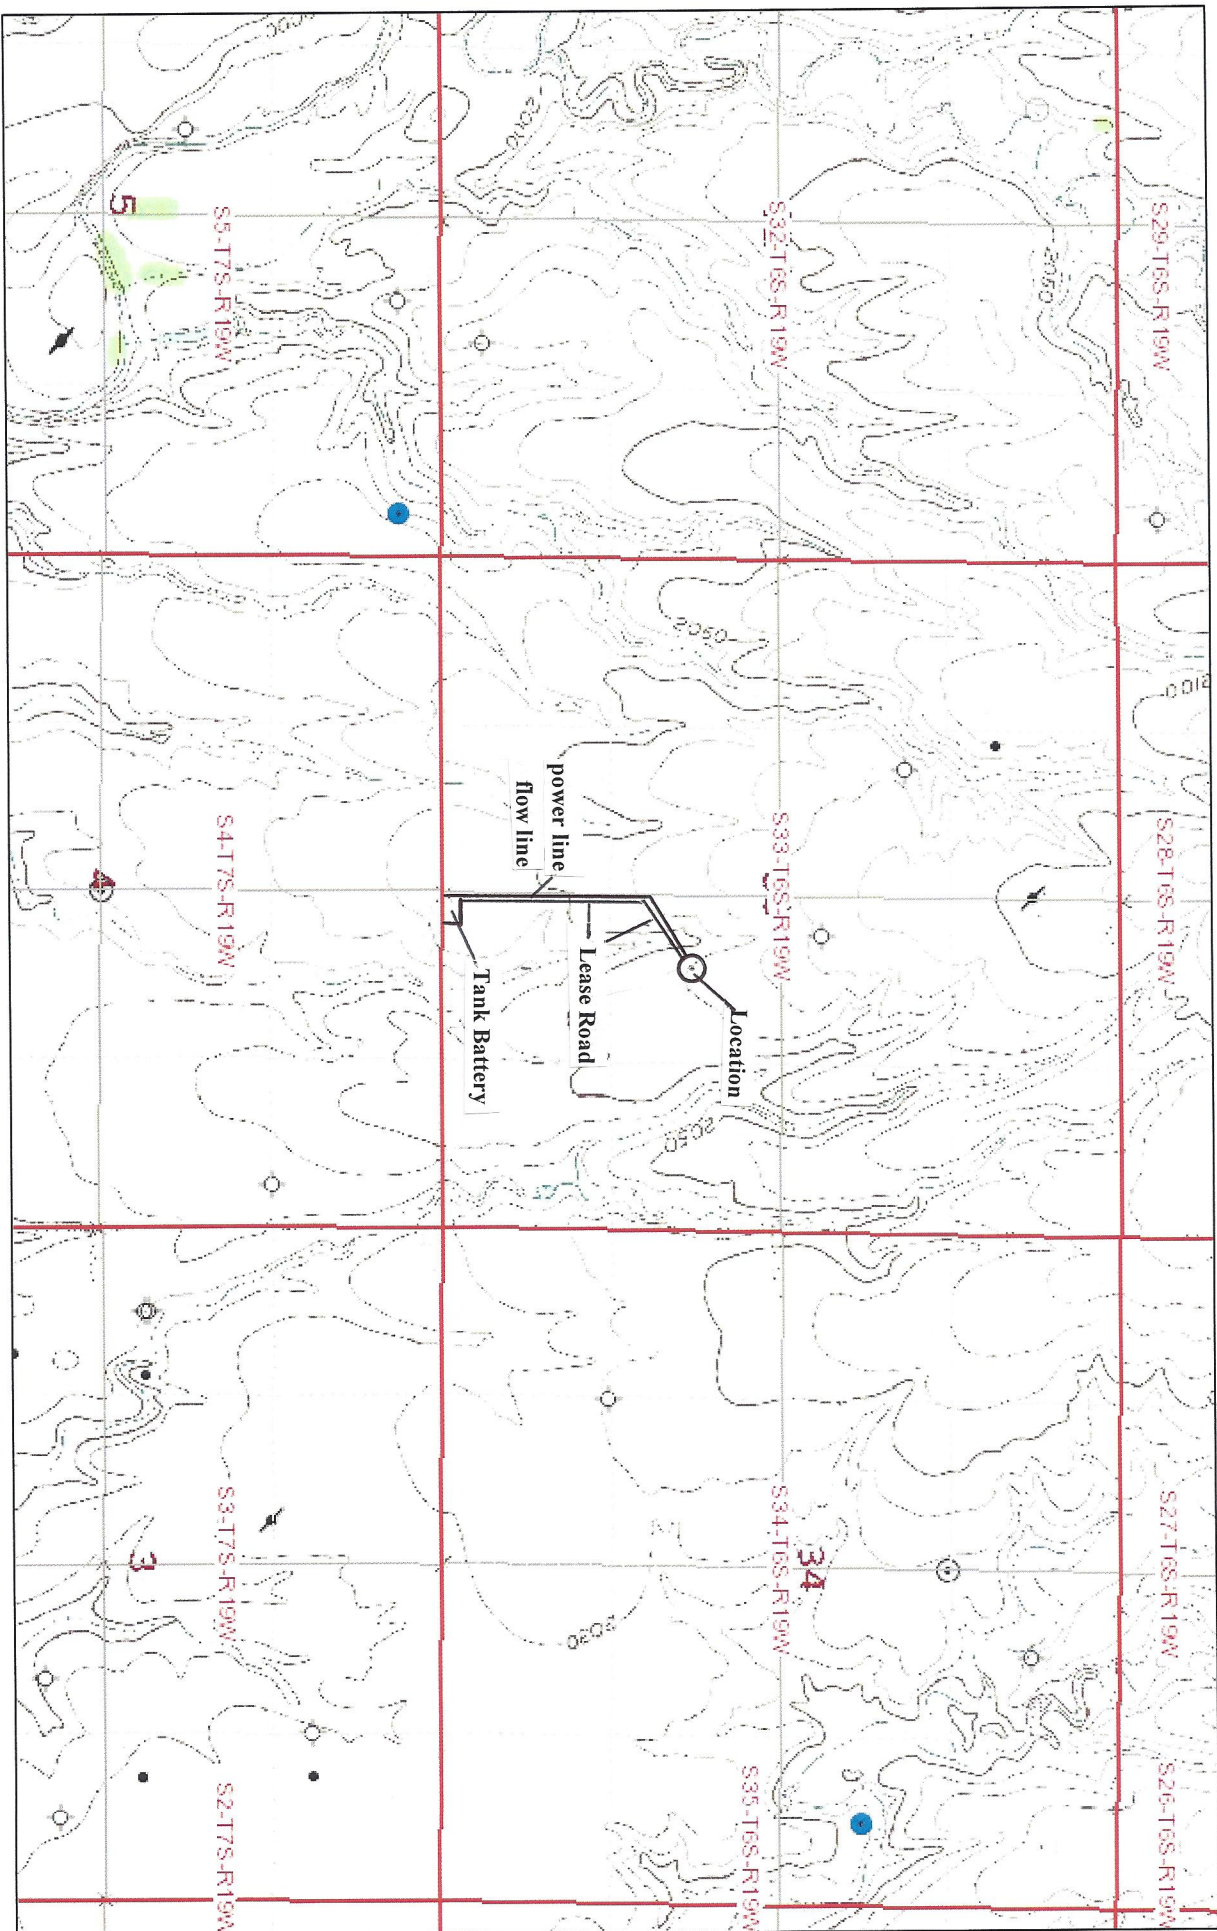 2100
S29-T6S-R19W
S28-T6S-R19W
S27-T6S-R19W
S26-T6S-R19W
2050
S32-T6S-R19W
S33-T6S-R19W
34
S34-T6S-R19W
S35-T6S-R19W
Location
2050
2050
Lease Road
2050
power line
flow line
2000
Tank Battery
S5-T7S-R19W
S4-T7S-R19W
S3-T7S-R19W
S2-T7S-R19W
5
4
3